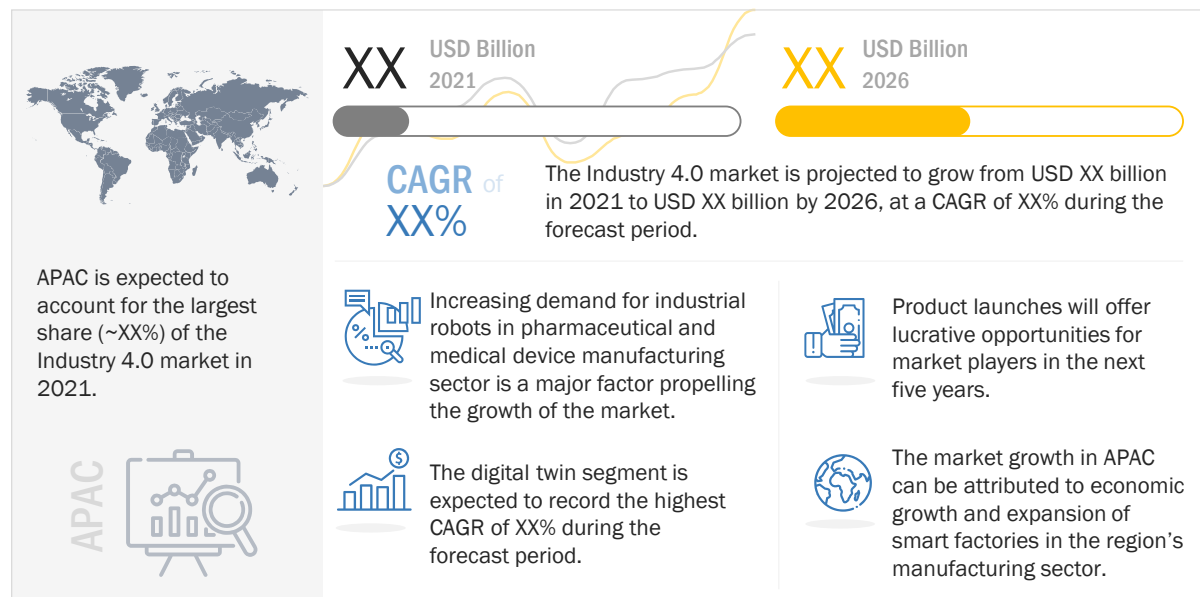 XX
USD Billion
2021
XX
USD Billion
2026
CAGR of
XX%
The Industry 4.0 market is projected to grow from USD XX billion
in 2021 to USD XX billion by 2026, at a CAGR of XX% during the
forecast period.
APAC is expected to
account for the largest
share (~XX%) of the
Industry 4.0 market in
2021.
APAC
%
Increasing demand for industrial
robots in pharmaceutical and
medical device manufacturing
sector is a major factor propelling
the growth of the market.
Product launches will offer
lucrative opportunities for
market players in the next
five years.
$
The digital twin segment is
expected to record the highest
CAGR of XX% during the
forecast period.
The market growth in APAC
can be attributed to economic
growth and expansion of
smart factories in the region’s
manufacturing sector.